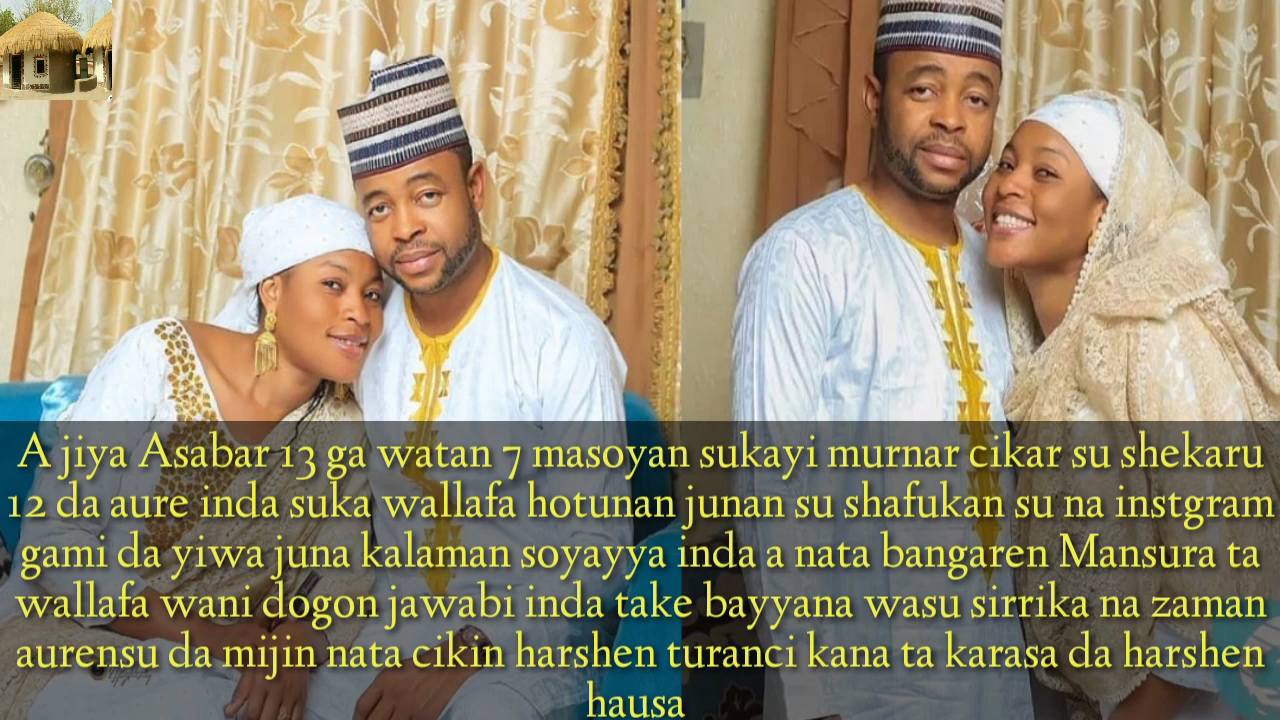 A jiya Asabar 13 ga watan 7 masoyan sukayi murnar cikar su shekaru
12 da aure inda suka wallafa hotunan junan su shafukan su na instgram
gami da yiwa juna kalaman soyayya inda a nata bangaren Mansura ta
wallafa wani dogon jawabi inda take bayyana wasu sirrika na zaman
aurensu da mijin nata cikin harshen turanci kana ta karasa da harshen
hausa